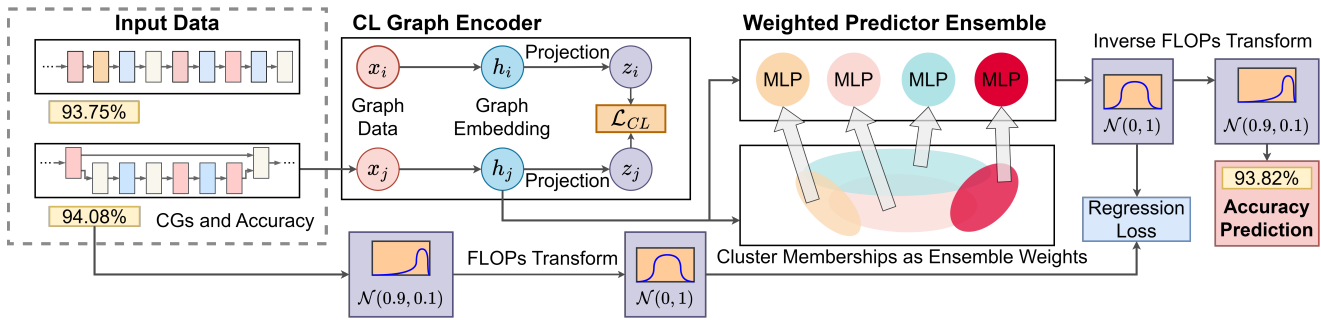 Input Data
93.75%
94.08%
CGs and Accuracy
CL Graph Encoder
x_i
h_i
Projection
z_i
Graph
Data
Graph
Embedding
L_CL
x_j
h_j
Projection
z_j
Weighted Predictor Ensemble
MLP MLP MLP MLP
Cluster Memberships as Ensemble Weights
N(0.9, 0.1)
FLOPs Transform
N(0, 1)
Inverse FLOPs Transform
N(0, 1)
N(0.9, 0.1)
Regression
Loss
93.82%
Accuracy
Prediction